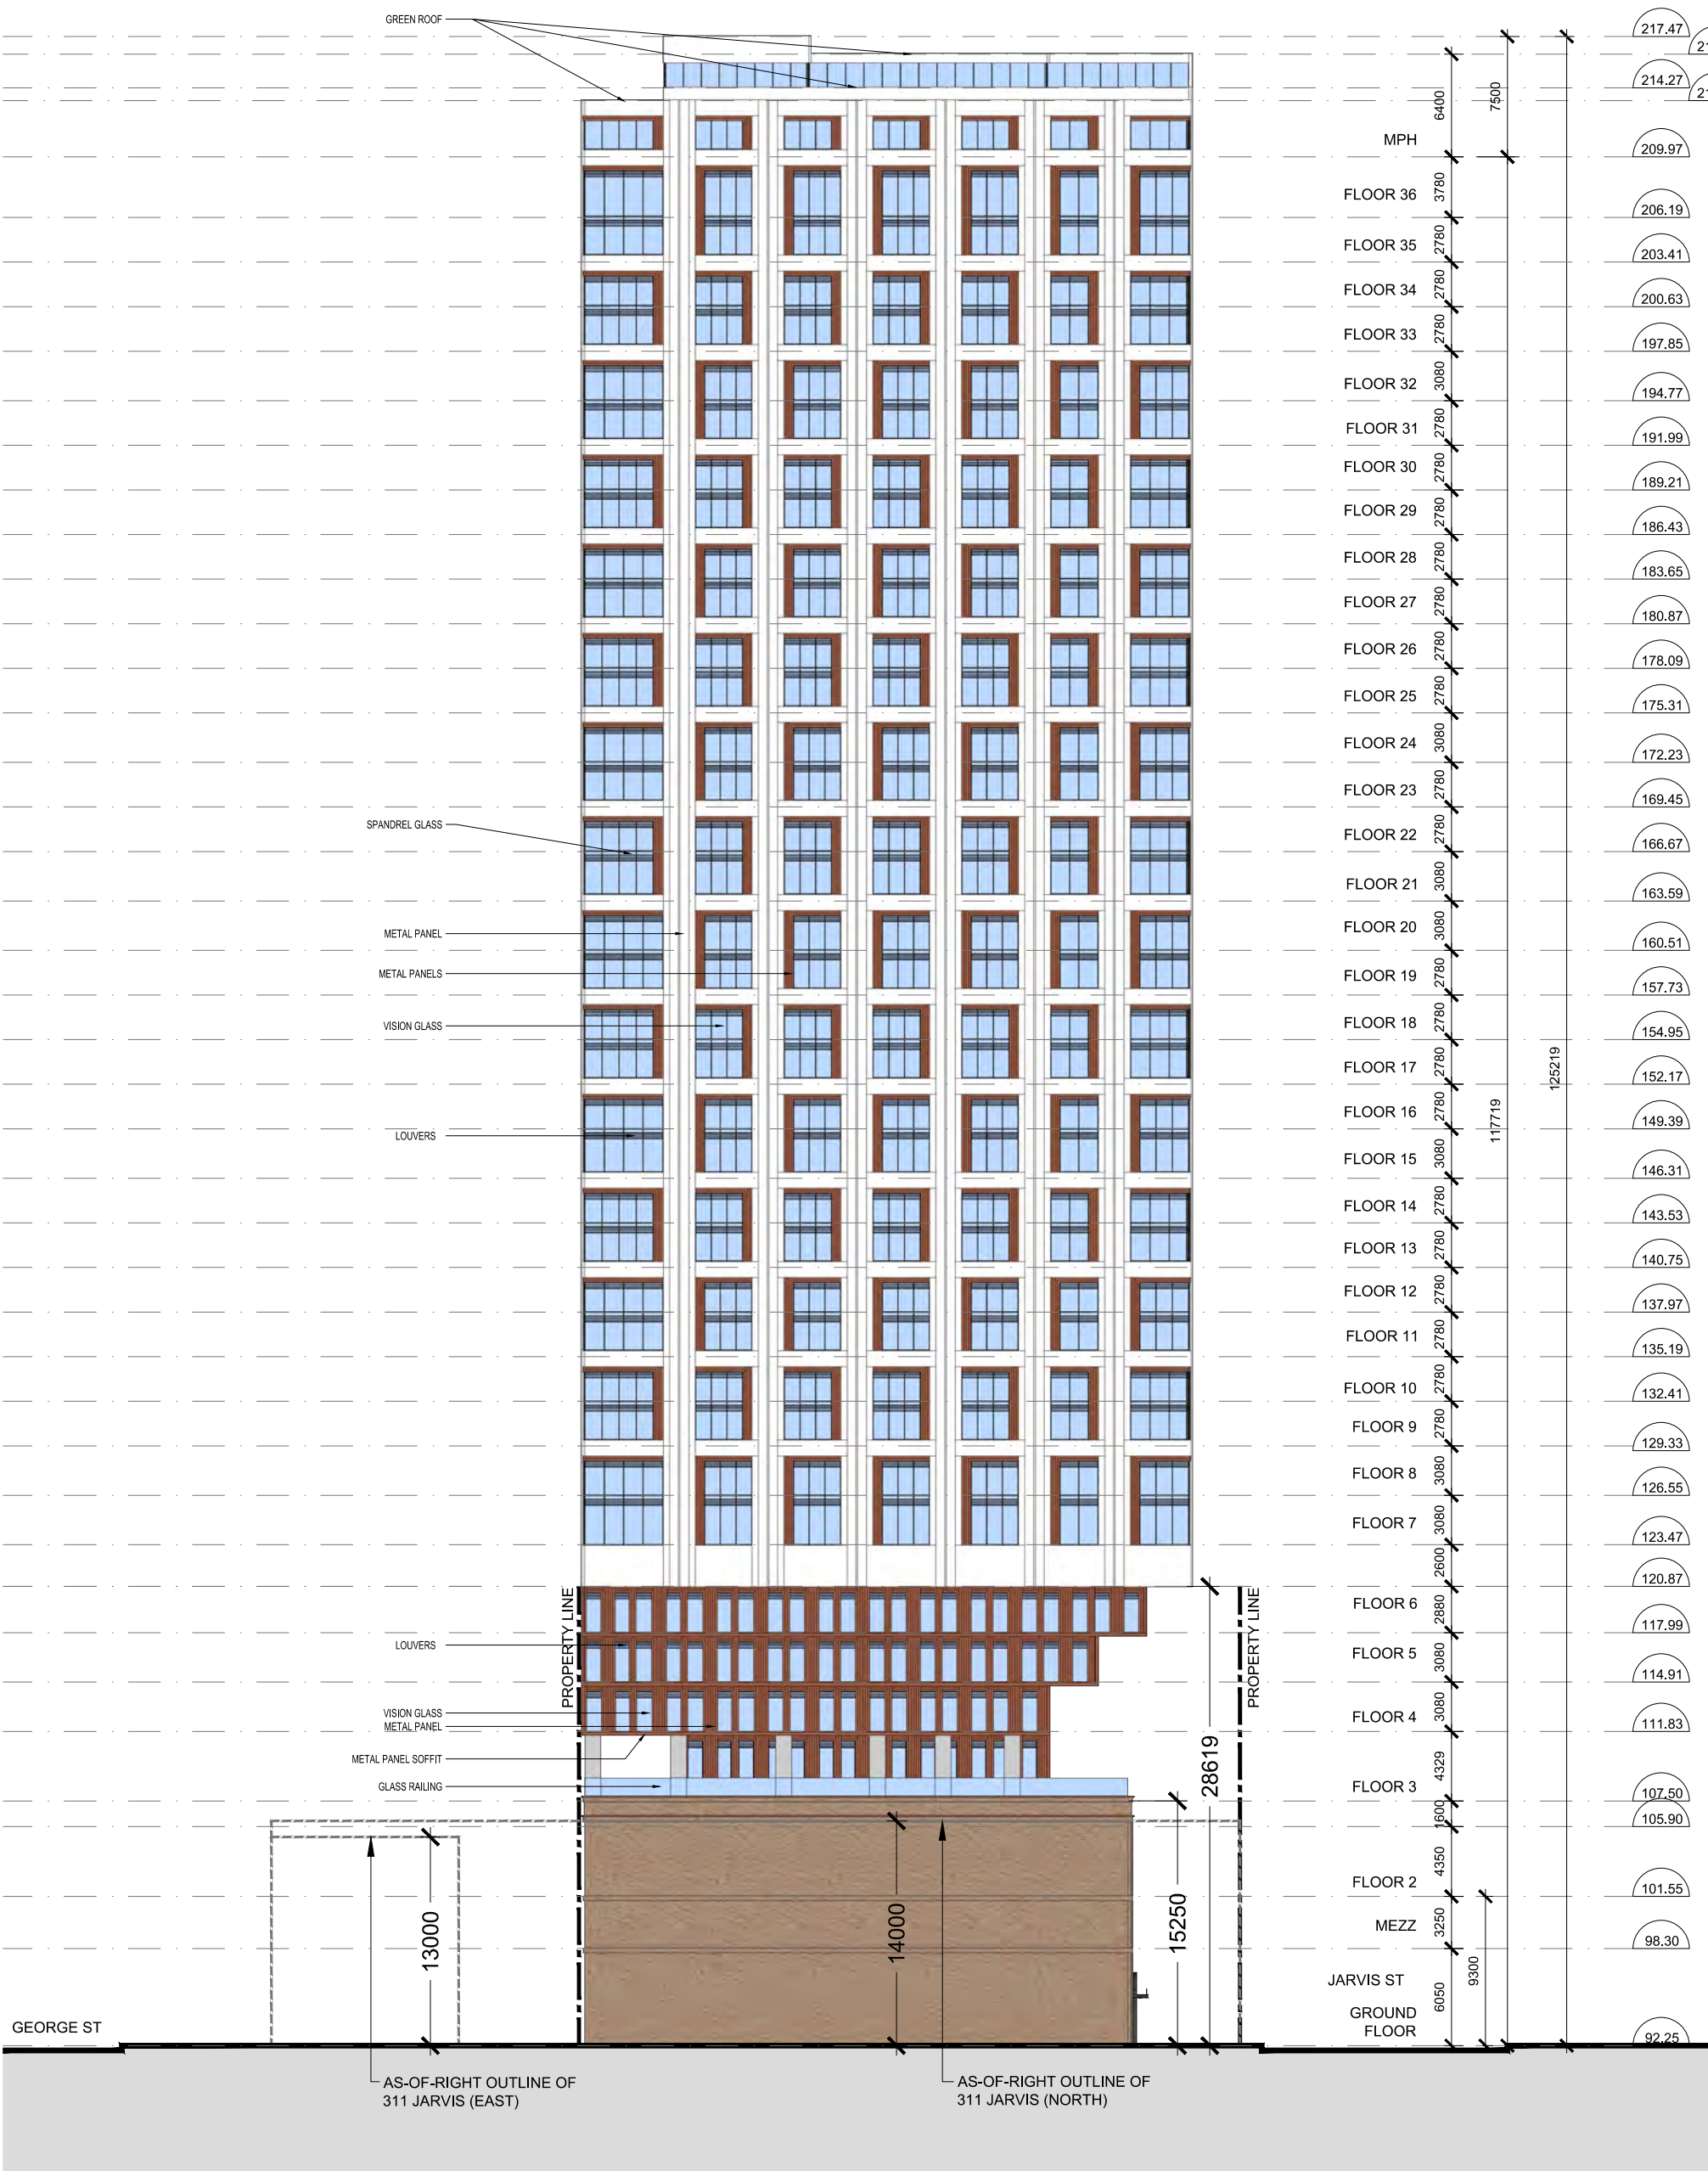 GREEN ROOF
217.47
21
214.27
21
6400
7500
MPH
209.97
FLOOR 36
3780
206.19
FLOOR 35
2780
203.41
FLOOR 34
2780
200.63
FLOOR 33
2780
197.85
FLOOR 32
3080
194.77
FLOOR 31
2780
191.99
FLOOR 30
2780
189.21
FLOOR 29
2780
186.43
FLOOR 28
2780
183.65
FLOOR 27
2780
180.87
FLOOR 26
2780
178.09
FLOOR 25
2780
175.31
FLOOR 24
3080
172.23
FLOOR 23
2780
169.45
SPANDREL GLASS
FLOOR 22
2780
166.67
FLOOR 21
3080
163.59
METAL PANEL
FLOOR 20
3080
160.51
METAL PANELS
FLOOR 19
2780
157.73
VISION GLASS
FLOOR 18
2780
154.95
FLOOR 17
2780
152.17
125219
117719
LOUVERS
FLOOR 16
2780
149.39
FLOOR 15
3080
146.31
FLOOR 14
2780
143.53
FLOOR 13
2780
140.75
FLOOR 12
2780
137.97
FLOOR 11
2780
135.19
FLOOR 10
2780
132.41
FLOOR 9
2780
129.33
FLOOR 8
3080
126.55
FLOOR 7
3080
123.47
2600
120.87
PROPERTY LINE
PROPERTY LINE
FLOOR 6
2880
117.99
LOUVERS
FLOOR 5
3080
114.91
VISION GLASS
METAL PANEL
FLOOR 4
3080
111.83
METAL PANEL SOFFIT
28619
4329
GLASS RAILING
FLOOR 3
107.50
1600
105.90
4350
FLOOR 2
101.55
13000
14000
15250
MEZZ
3250
98.30
9300
JARVIS ST
6050
GROUND
FLOOR
GEORGE ST
92.25
AS-OF-RIGHT OUTLINE OF
311 JARVIS (EAST)
AS-OF-RIGHT OUTLINE OF
311 JARVIS (NORTH)